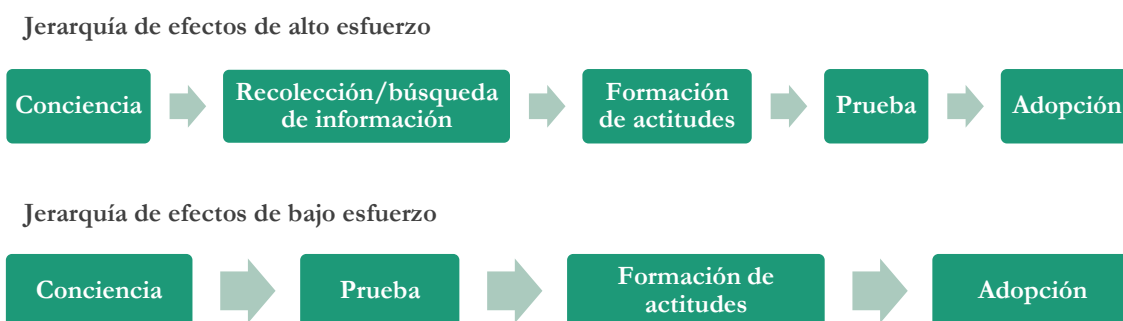 Jerarquía de efectos de alto esfuerzo
Conciencia
Recolección/búsqueda
de información
Formación
de actitudes
Prueba
Adopción
Jerarquía de efectos de bajo esfuerzo
Conciencia
Prueba
Formación de
actitudes
Adopción